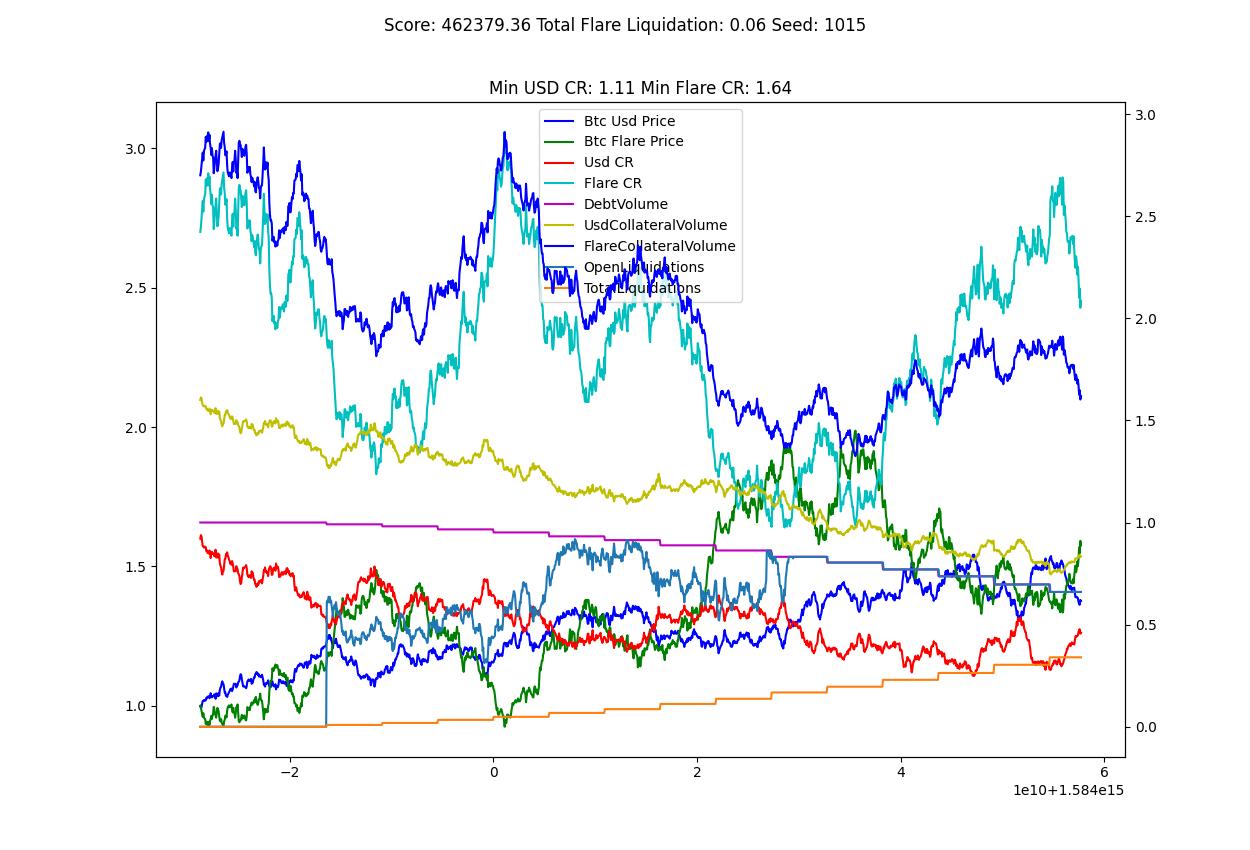 Score: 462379.36 Total Flare Liquidation: 0.06 Seed: 1015
Min USD CR: 1.11 Min Flare CR: 1.64
Btc Usd Price
Btc Flare Price
Usd CR
Flare CR
DebtVolume
UsdCollateralVolume
FlareCollateralVolume
OpenLiquidations
TotalLiquidations
3.0
2.5
2.0
1.5
1.0
3.0
2.5
2.0
1.5
1.0
0.5
0.0
−2
0
2
4
6
1e10+1.584e15